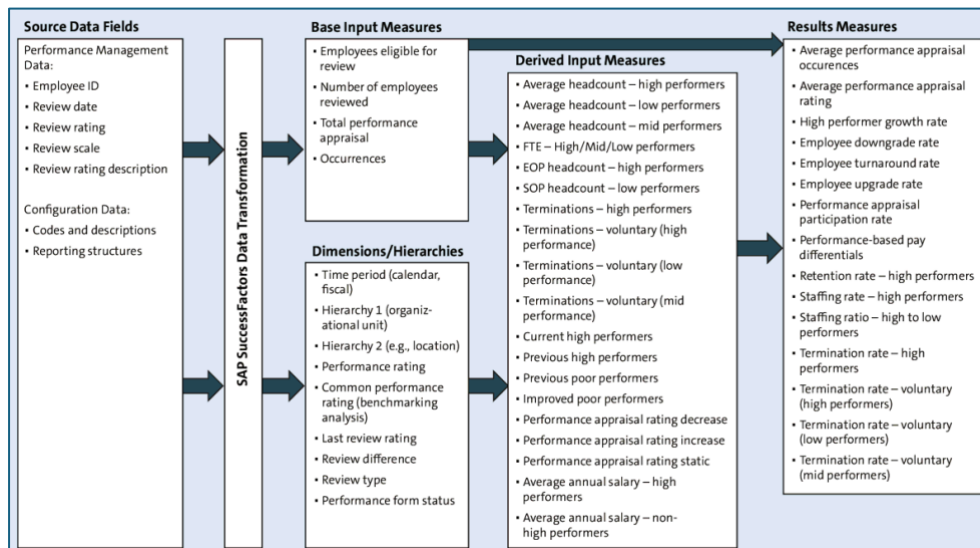 Source Data Fields
Performance Management
Data:
• Employee ID
• Review date
• Review rating
• Review scale
• Review rating description
Configuration Data:
• Codes and descriptions
• Reporting structures
SAP SuccessFactors Data Transformation
Base Input Measures
• Employees eligible for
review
• Number of employees
reviewed
• Total performance
appraisal
• Occurrences
Dimensions/Hierarchies
• Time period (calendar,
fiscal)
• Hierarchy 1 (organiz-
ational unit)
• Hierarchy 2 (e.g., location)
• Performance rating
• Common performance
rating (benchmarking
analysis)
• Last review rating
• Review difference
• Review type
• Performance form status
Derived Input Measures
• Average headcount – high performers
• Average headcount – low performers
• Average headcount – mid performers
• FTE – High/Mid/Low performers
• EOP headcount – high performers
• SOP headcount – low performers
• Terminations – high performers
• Terminations – voluntary (high
performance)
• Terminations – voluntary (low
performance)
• Terminations – voluntary (mid
performance)
• Current high performers
• Previous high performers
• Previous poor performers
• Improved poor performers
• Performance appraisal rating decrease
• Performance appraisal rating increase
• Performance appraisal rating static
• Average annual salary – high
performers
• Average annual salary – non-
high performers
Results Measures
• Average performance appraisal
occurences
• Average performance appraisal
rating
• High performer growth rate
• Employee downgrade rate
• Employee turnaround rate
• Employee upgrade rate
• Performance appraisal
participation rate
• Performance-based pay
differentials
• Retention rate – high performers
• Staffing rate – high performers
• Staffing ratio – high to low
performers
• Termination rate – high
performers
• Termination rate – voluntary
(high performers)
• Termination rate – voluntary
(low performers)
• Termination rate – voluntary
(mid performers)